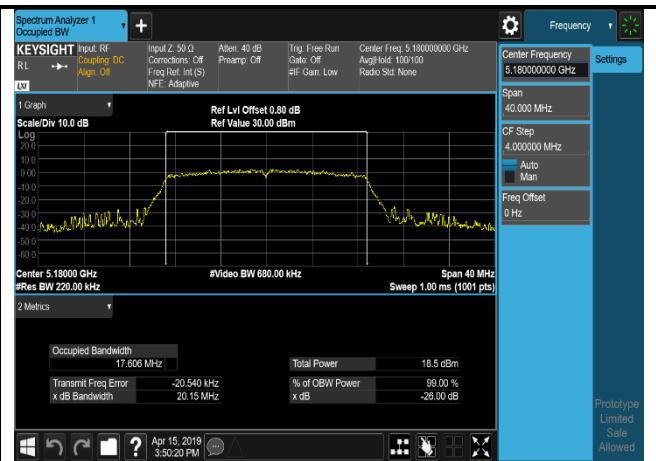 Spectrum Analyzer 1
Occupied BW
Frequency
KEYSIGHT
RL
Input: RF
Coupling: DC
Align: Off
Input Z: 50 Ω
Corrections: Off
Freq Ref: Int (S)
NFE: Adaptive
Atten: 40 dB
Preamp: Off
Trig: Free Run
Gate: Off
#IF Gain: Low
Center Freq: 5.180000000 GHz
Avg|Hold: 100/100
Radio Std: None
Center Frequency
5.180000000 GHz
Settings
Span
40.000 MHz
CF Step
4.000000 MHz
Auto
Man
Freq Offset
0 Hz
1 Graph
Scale/Div 10.0 dB
Ref Lvl Offset 0.80 dB
Ref Value 30.00 dBm
Log
20.0
10.0
0.00
-10.0
-20.0
-30.0
-40.0
-50.0
-60.0
Center 5.18000 GHz
#Res BW 220.00 kHz
#Video BW 680.00 kHz
Span 40 MHz
Sweep 1.00 ms (1001 pts)
2 Metrics
Occupied Bandwidth
17.606 MHz
Total Power 18.5 dBm
Transmit Freq Error -20.540 kHz
% of OBW Power 99.00 %
x dB Bandwidth 20.15 MHz
x dB -26.00 dB
Prototype
Limited
Sale
Allowed
?
Apr 15, 2019
3:50:20 PM